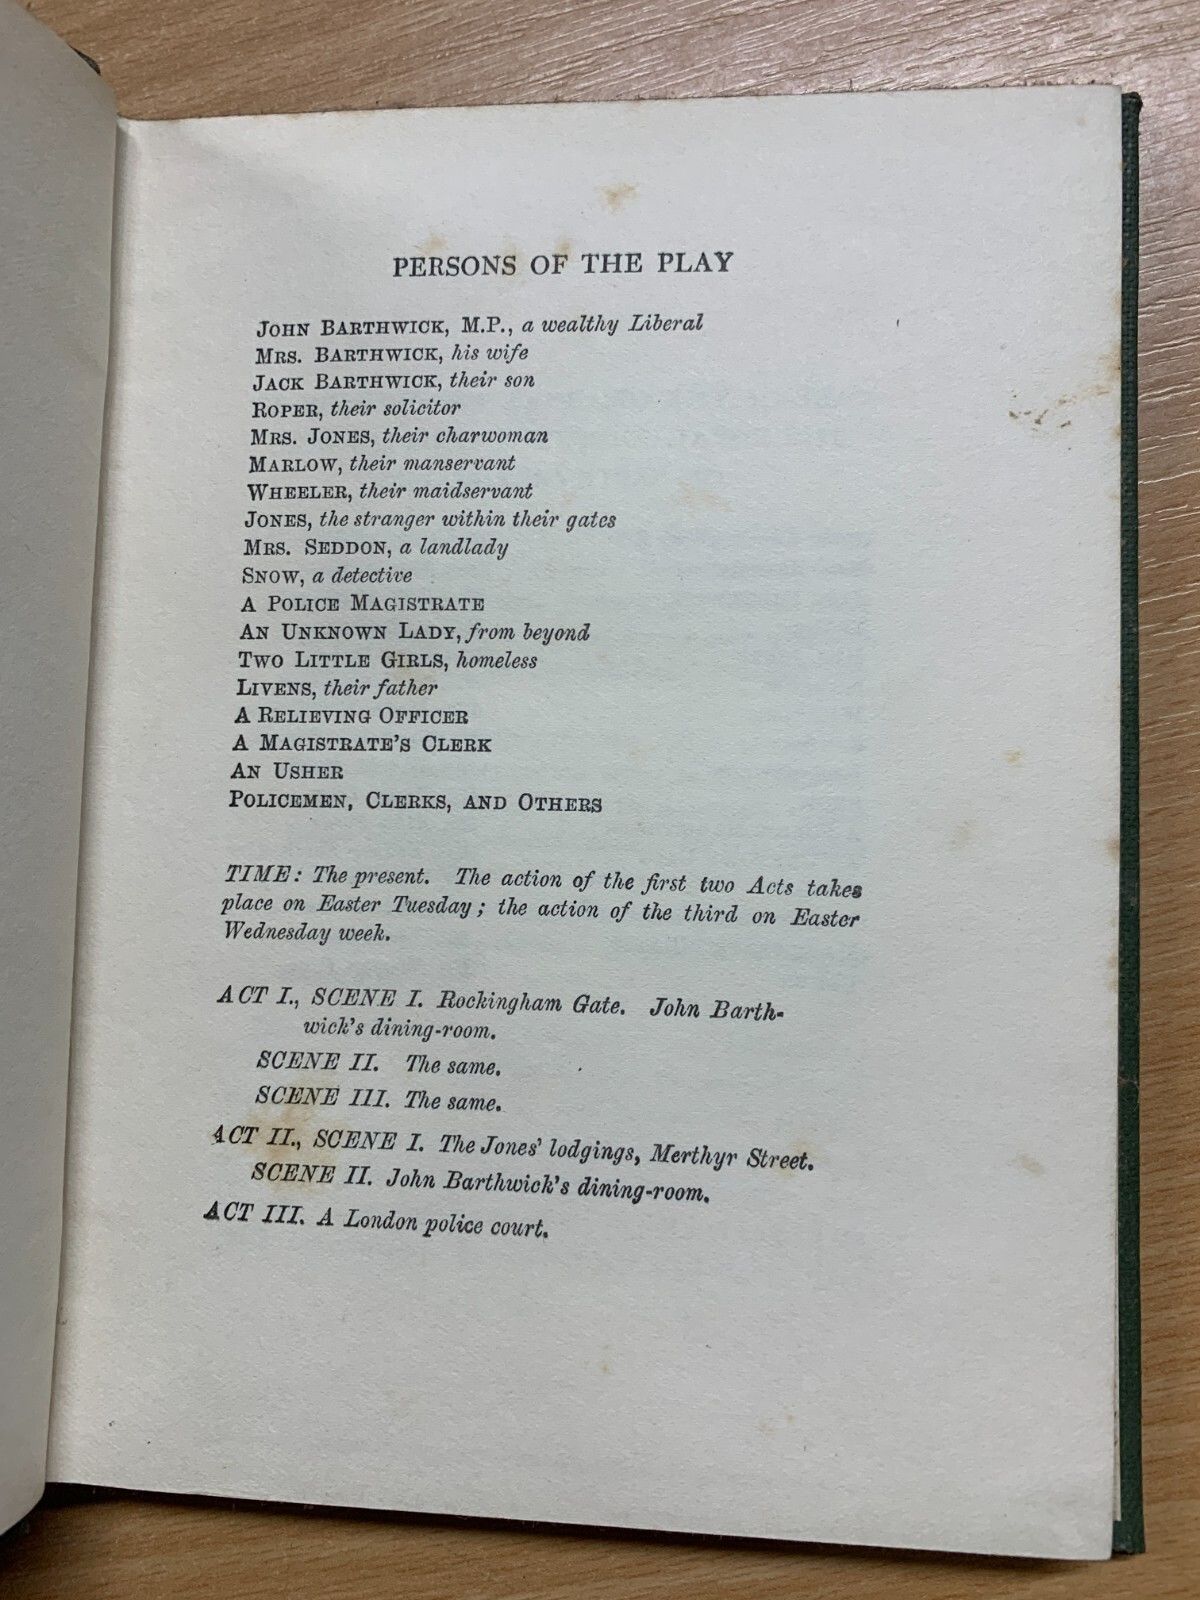 PERSONS OF THE PLAY
JOHN BARTHWICK, M.P., a wealthy Liberal
MRS. BARTHWICK, his wife
JACK BARTHWICK, their son
ROPER, their solicitor
MRS. JONES, their charwoman
MARLOW, their manservant
WHEELER, their maidservant
JONES, the stranger within their gates
MRS. SEDDON, a landlady
SNOW, a detective
A POLICE MAGISTRATE
AN UNKNOWN LADY, from beyond
TWO LITTLE GIRLS, homeless
LIVENS, their father
A RELIEVING OFFICER
A MAGISTRATE'S CLERK
AN USHER
POLICEMEN, CLERKS, AND OTHERS
TIME: The present. The action of the first two Acts takes
place on Easter Tuesday; the action of the third on Easter
Wednesday week.
ACT I., SCENE I. Rockingham Gate. John Barth-
wick's dining-room.
SCENE II. The same.
SCENE III. The same.
ACT II., SCENE I. The Jones' lodgings, Merthyr Street.
SCENE II. John Barthwick's dining-room.
ACT III. A London police court.